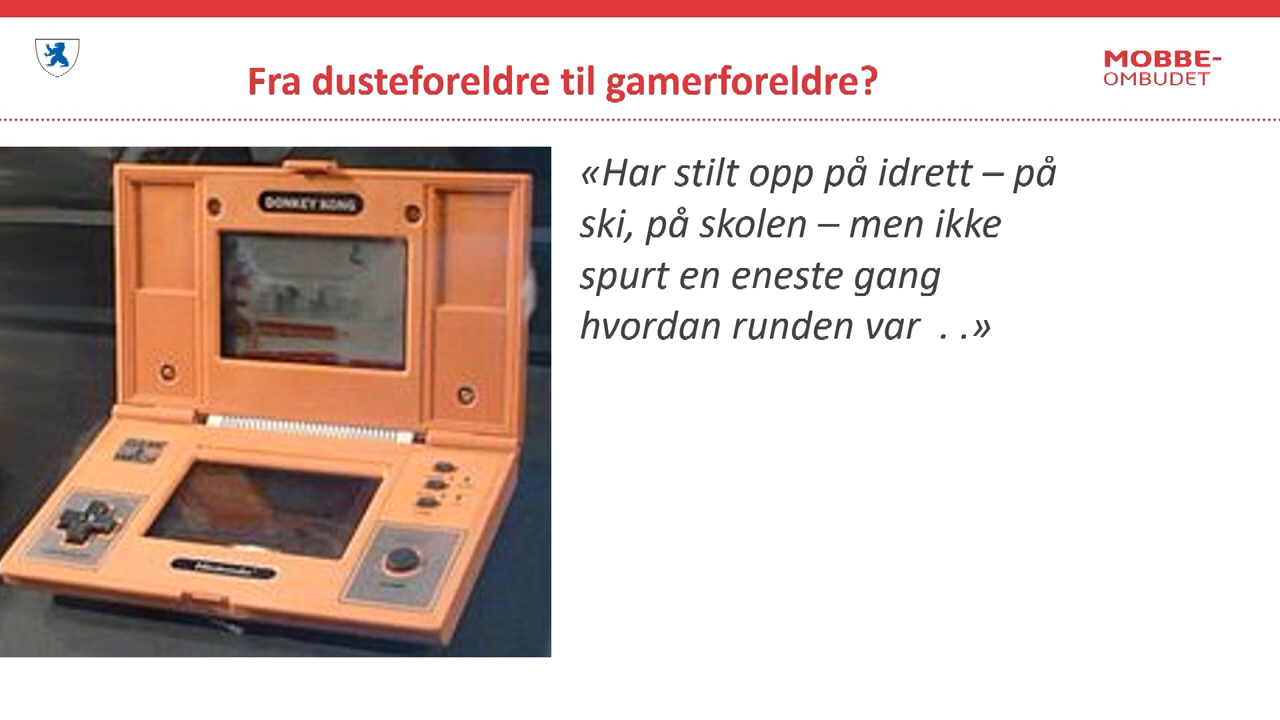 Fra dusteforeldre til gamerforeldre?
MOBBE-
OMBUDET
DONKEY KONG
«Har stilt opp på idrett – på
ski, på skolen – men ikke
spurt en eneste gang
hvordan runden var . .»
Nintendo